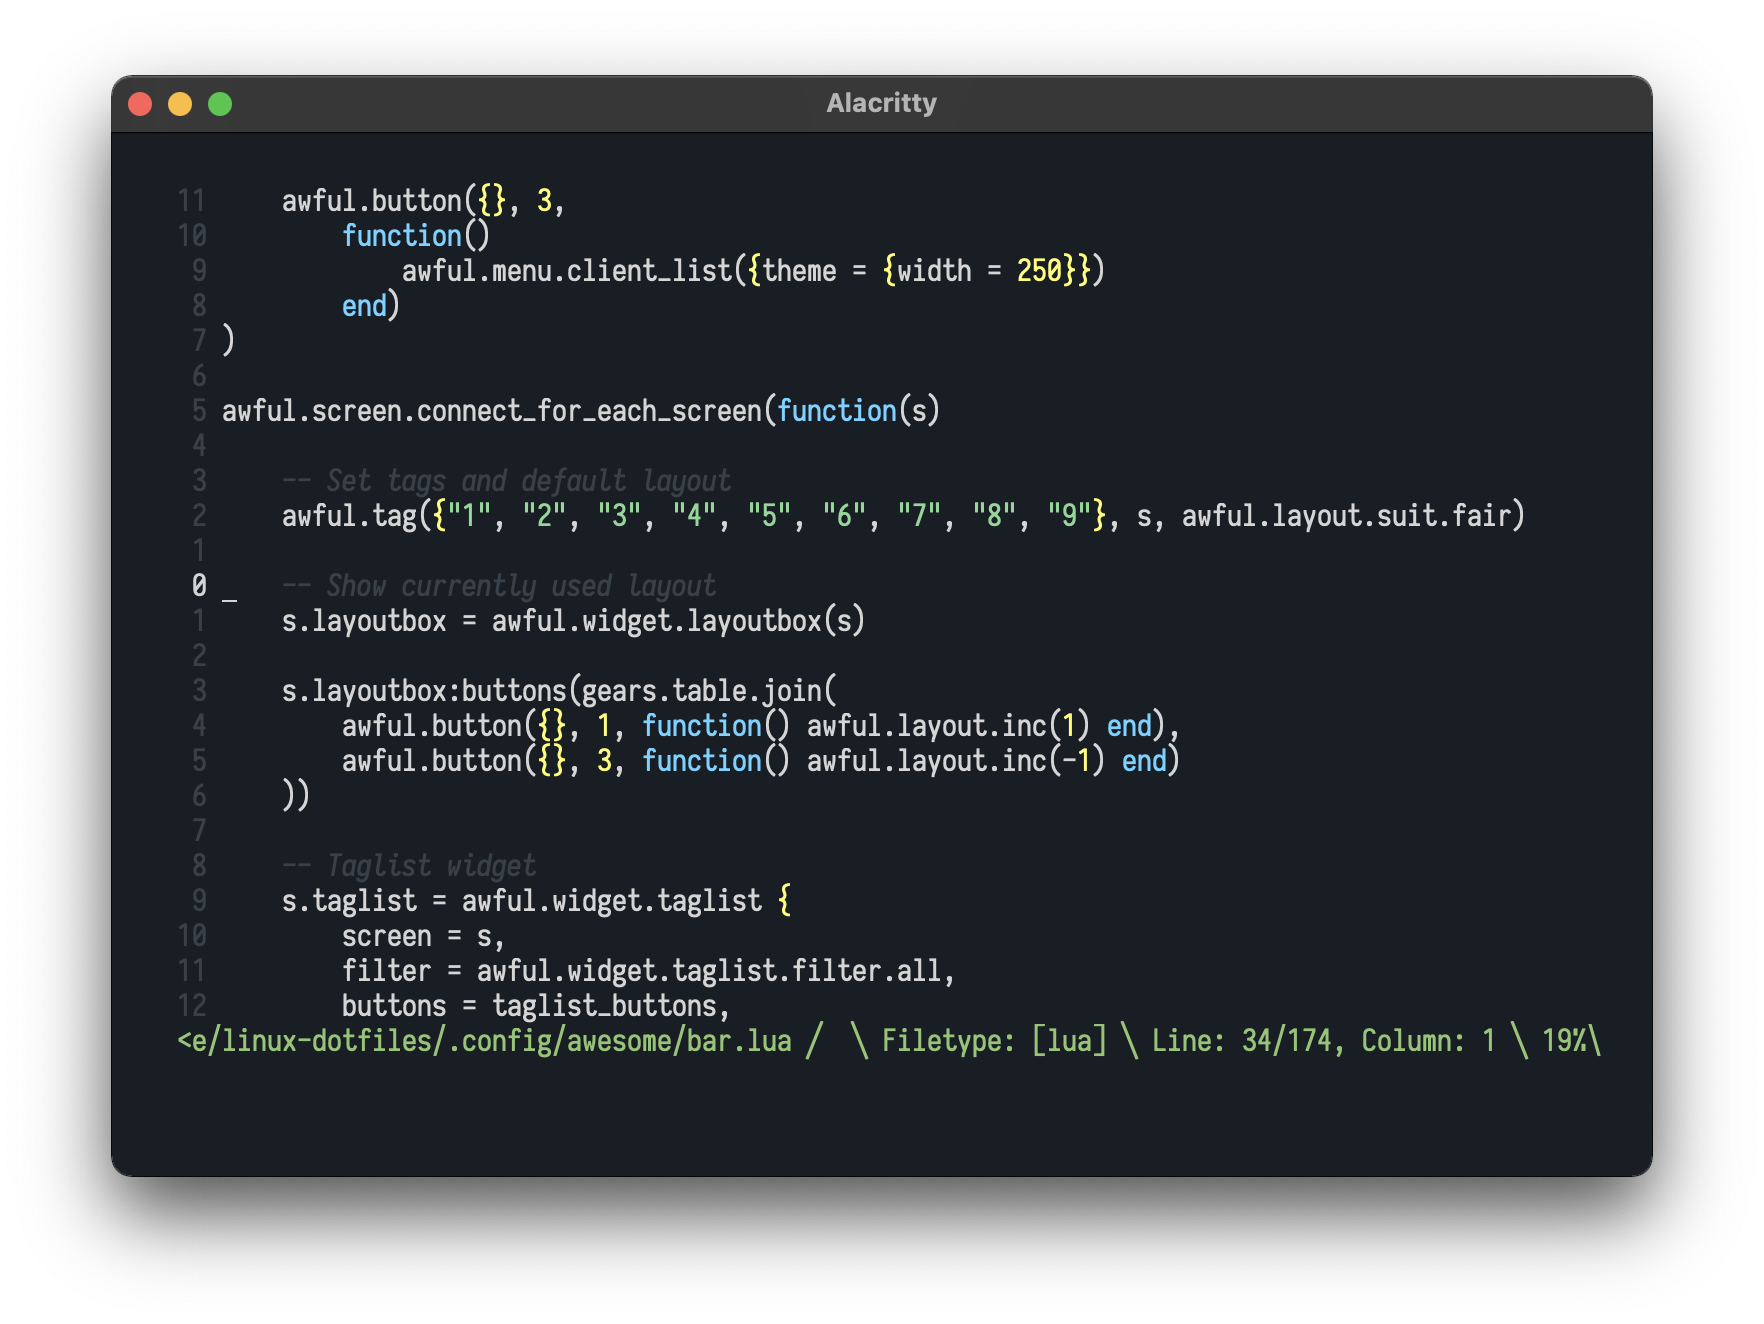 Alacritty
11     awful.button({}, 3,
10         function()
9             awful.menu.client_list({theme = {width = 250}})
8         end)
7 )
6
5 awful.screen.connect_for_each_screen(function(s)
4
3     -- Set tags and default layout
2     awful.tag({"1", "2", "3", "4", "5", "6", "7", "8", "9"}, s, awful.layout.suit.fair)
1
0 _   -- Show currently used layout
1     s.layoutbox = awful.widget.layoutbox(s)
2
3     s.layoutbox:buttons(gears.table.join(
4         awful.button({}, 1, function() awful.layout.inc(1) end),
5         awful.button({}, 3, function() awful.layout.inc(-1) end)
6     ))
7
8     -- Taglist widget
9     s.taglist = awful.widget.taglist {
10         screen = s,
11         filter = awful.widget.taglist.filter.all,
12         buttons = taglist_buttons,
<e/linux-dotfiles/.config/awesome/bar.lua /  \ Filetype: [lua] \ Line: 34/174, Column: 1 \ 19%\